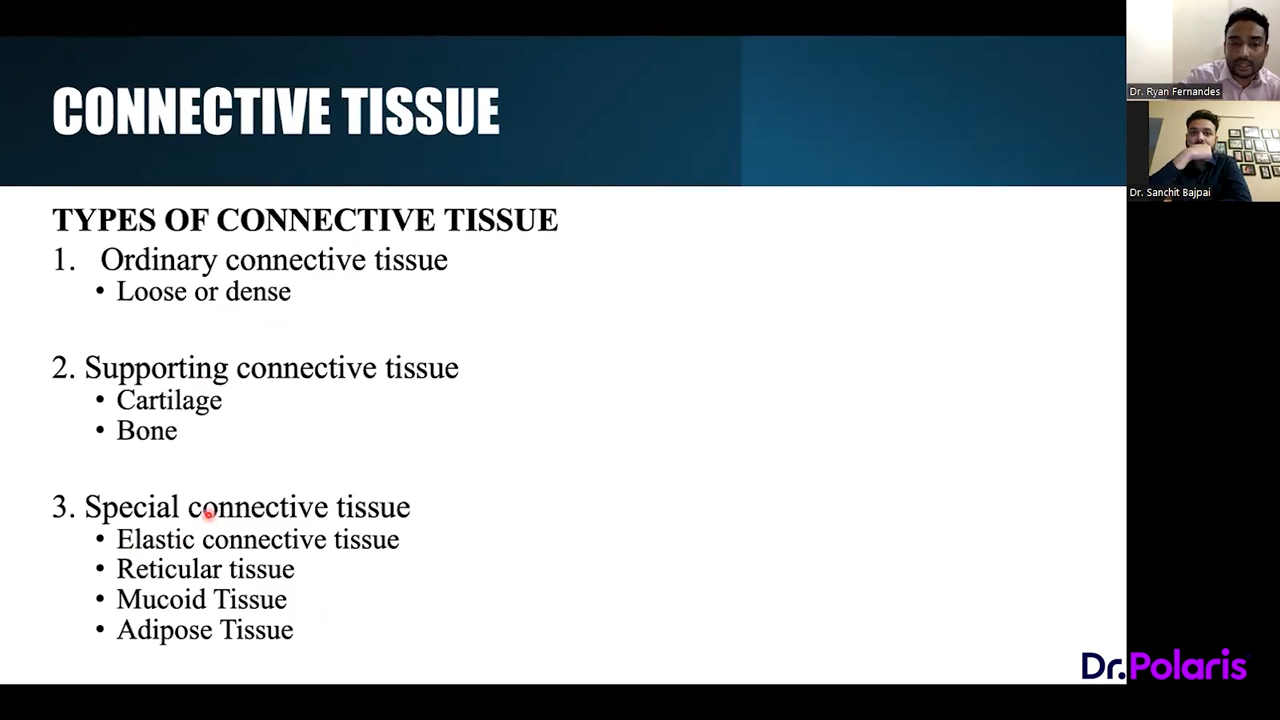 CONNECTIVE TISSUE
TYPES OF CONNECTIVE TISSUE
1. Ordinary connective tissue
• Loose or dense
2. Supporting connective tissue
• Cartilage
• Bone
3. Special connective tissue
• Elastic connective tissue
• Reticular tissue
• Mucoid Tissue
• Adipose Tissue
Dr. Ryan Fernandes
Dr. Sanchit Bajpai
Dr.Polaris